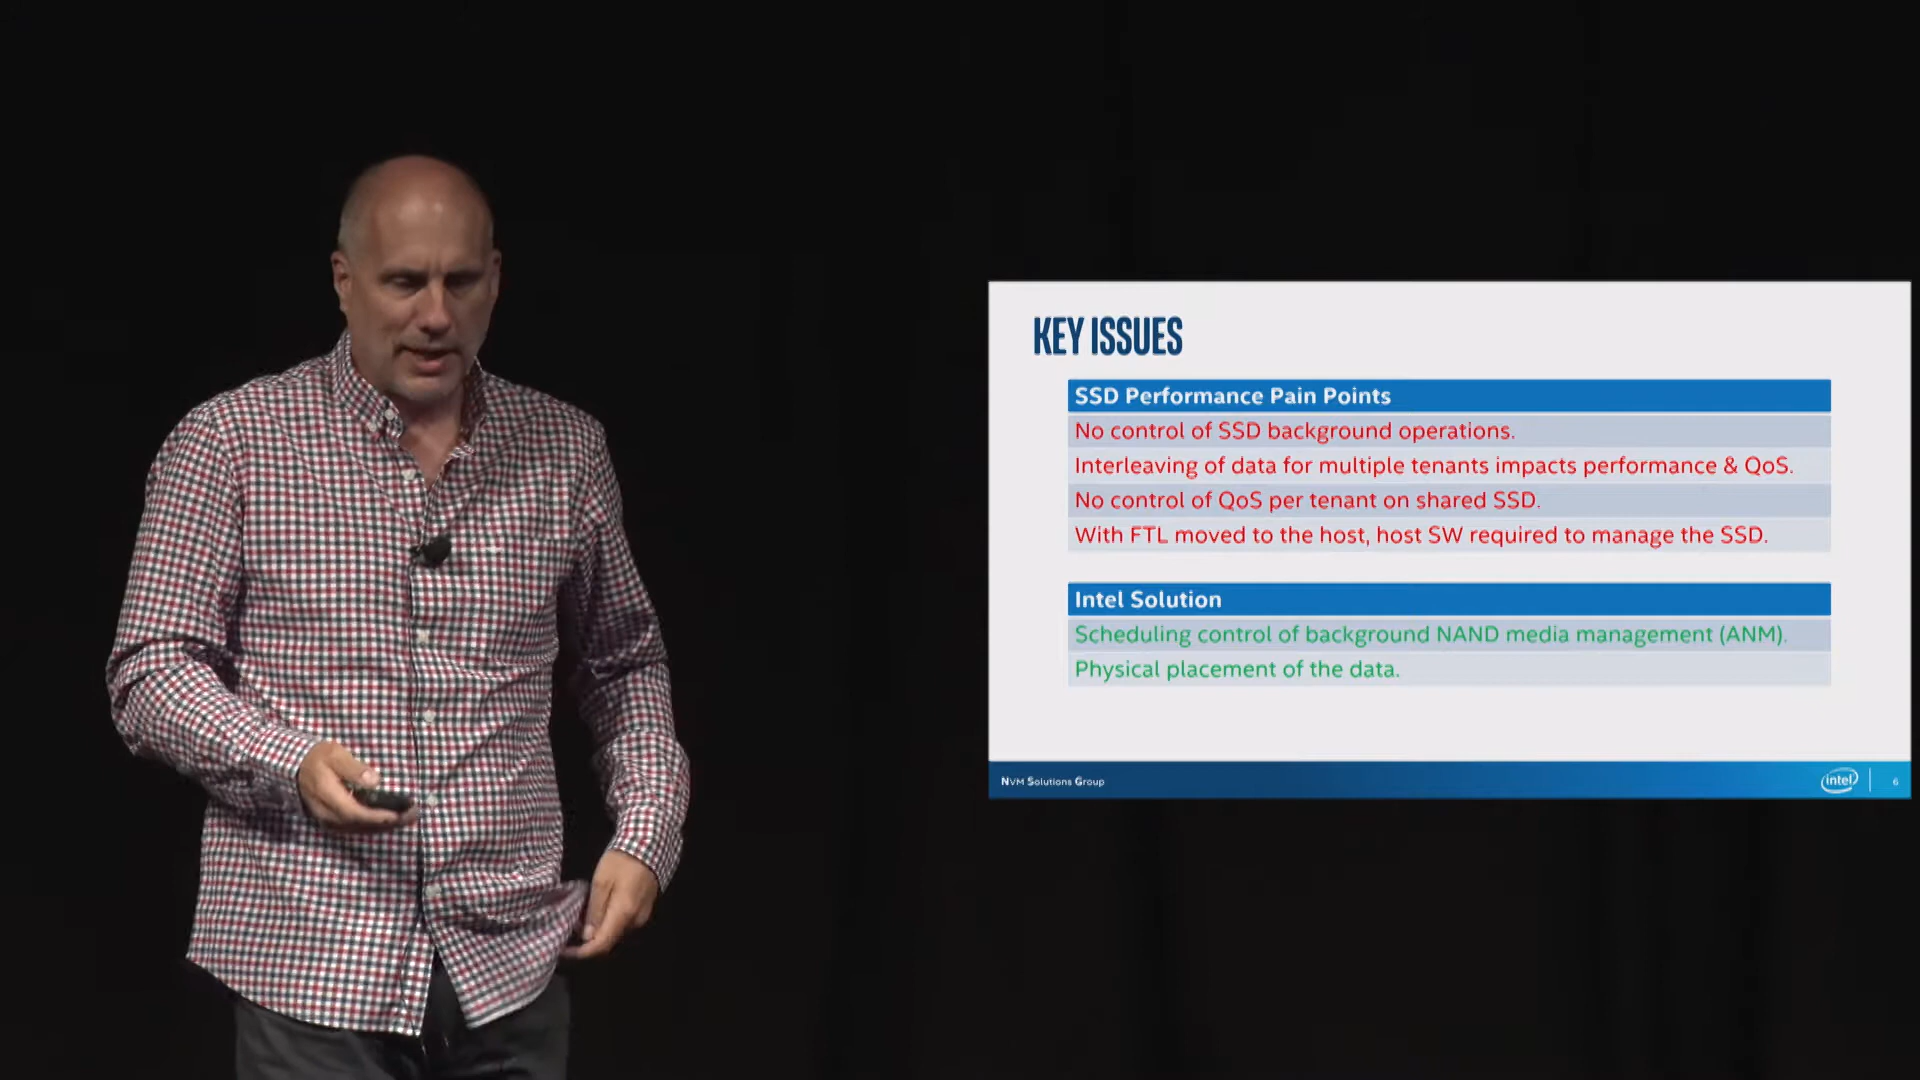 KEY ISSUES
SSD Performance Pain Points
No control of SSD background operations.
Interleaving of data for multiple tenants impacts performance & QoS.
No control of QoS per tenant on shared SSD.
With FTL moved to the host, host SW required to manage the SSD.
Intel Solution
Scheduling control of background NAND media management (ANM).
Physical placement of the data.
NVM Solutions Group
intel
6